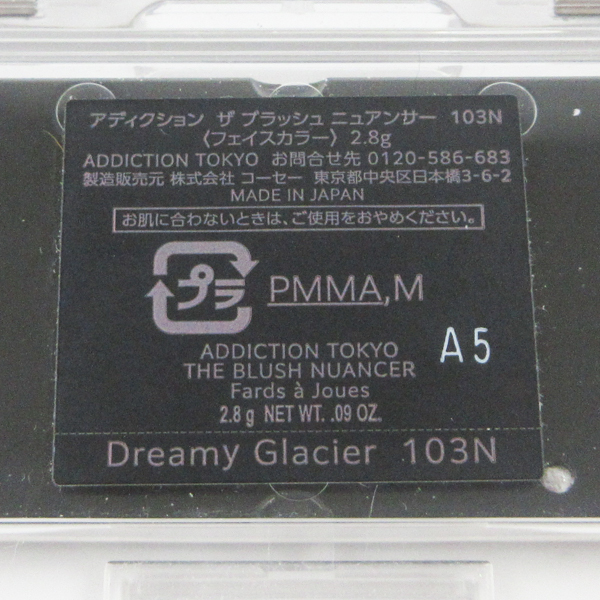 アディクション ザ ブラッシュ ニュアンサー 103N
〈フェイスカラー〉 2.8g
ADDICTION TOKYO お問合せ先 0120-586-683
製造販売元 株式会社 コーセー 東京都中央区日本橋3-6-2
MADE IN JAPAN
お肌に合わないときは、ご使用をおやめください。
プラ
PMMA,M
A5
ADDICTION TOKYO
THE BLUSH NUANCER
Fards à Joues
2.8 g NET WT. .09 OZ.
Dreamy Glacier 103N